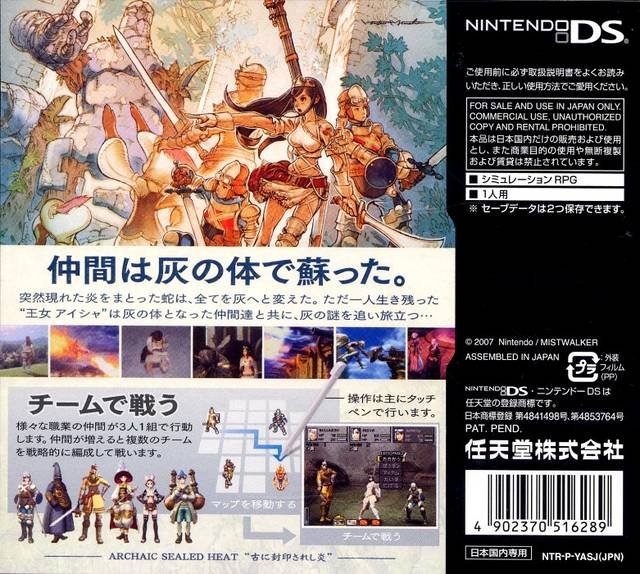 NINTENDO DS
ご使用前に必ず取扱説明書をよくお読み
いただき、正しい使用方法でご愛用ください。
FOR SALE AND USE IN JAPAN ONLY.
COMMERCIAL USE, UNAUTHORIZED
COPY AND RENTAL PROHIBITED.
本品は日本国内だけの販売および使用
とし、また商業目的の使用や無断複製
および賃貸は禁止されています。
■ シミュレーションRPG
■ 1人用
※ セーブデータは2つ保存できます。
仲間は灰の体で蘇った。
突然現れた炎をまとった蛇は、全てを灰へと変えた。ただ一人生き残った
“王女 アイシャ”は灰の体となった仲間達と共に、灰の謎を追い旅立つ…
チームで戦う
様々な職業の仲間が3人1組で行動
します。仲間が増えると複数のチーム
を戦略的に編成して戦います。
操作は主にタッチ
ペンで行います。
マップを移動する
チームで戦う
ARCHAIC SEALED HEAT “古に封印されし炎”
© 2007 Nintendo / MISTWALKER
ASSEMBLED IN JAPAN
プラ
:外装
フィルム
(PP)
NINTENDO DS・ニンテンドーDS は
任天堂の登録商標です。
日本商標登録 第4841498号、第4853764号
PAT. PEND.
任天堂株式会社
4 902370 516289
日本国内専用
NTR-P-YASJ(JPN)